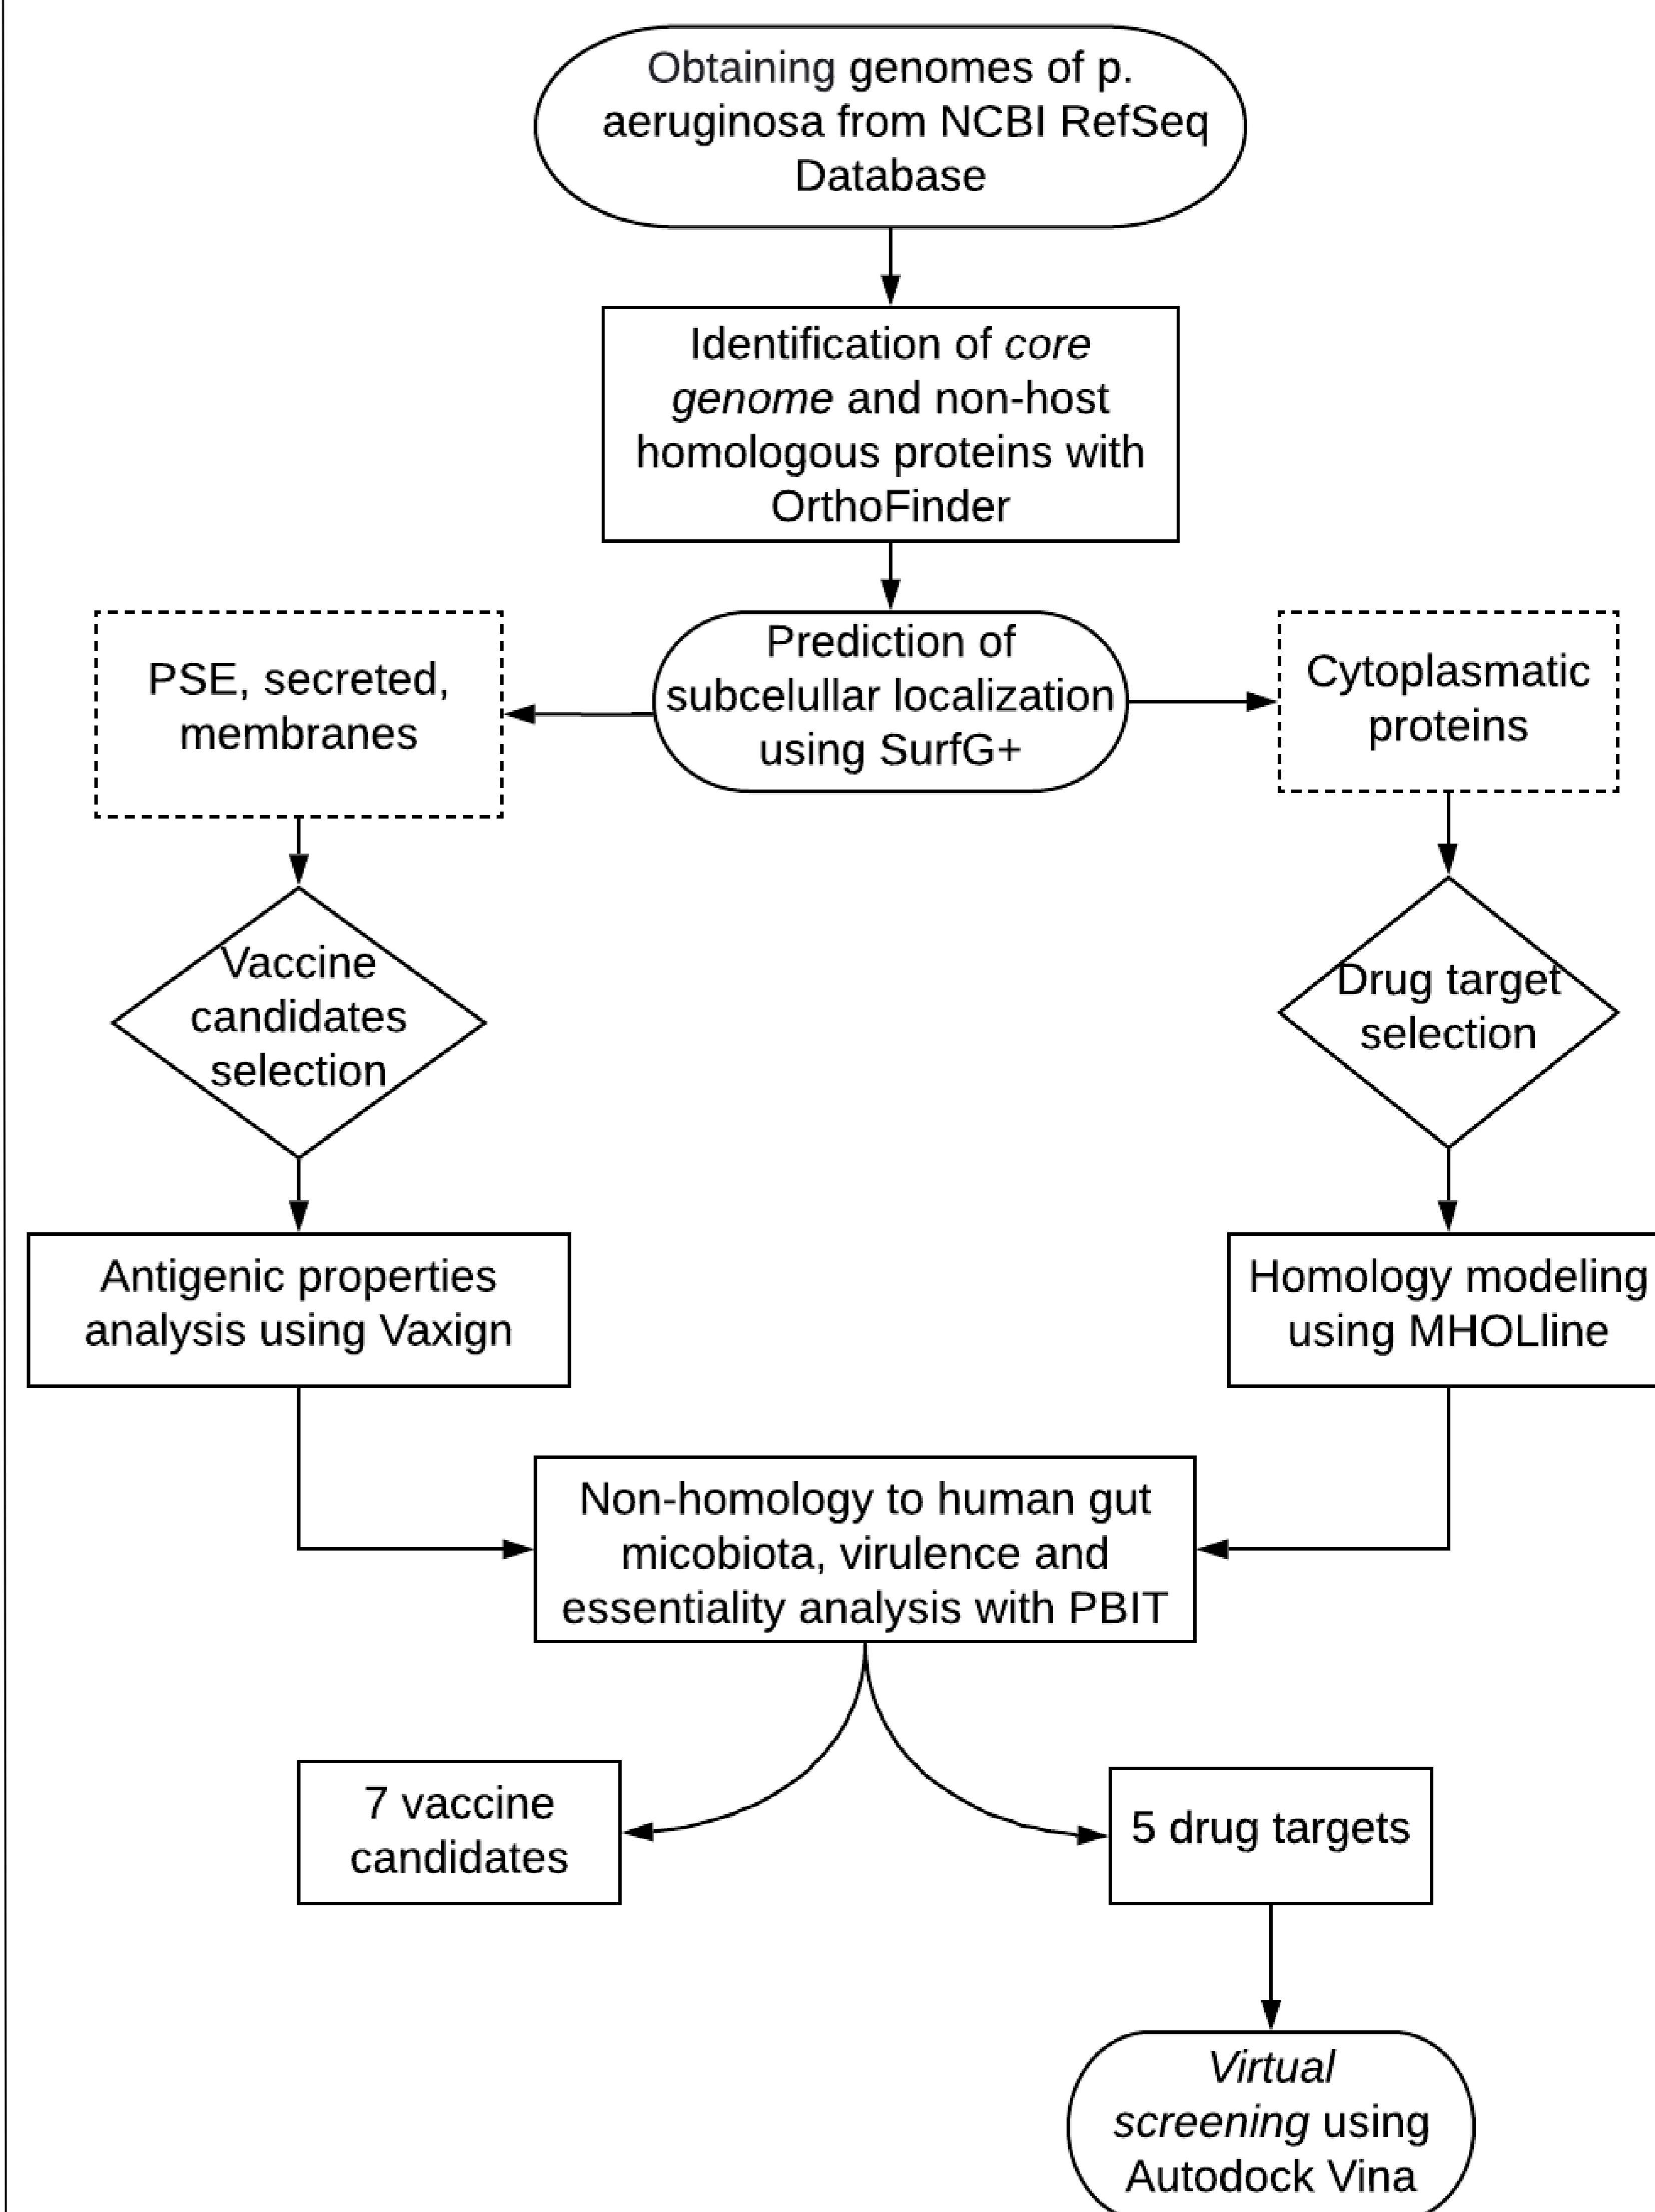 Obtaining genomes of p.
aeruginosa from NCBI RefSeq
Database
Identification of core
genome and non-host
homologous proteins with
OrthoFinder
PSE, secreted,
membranes
Prediction of
subcelullar localization
using SurfG+
Cytoplasmatic
proteins
Vaccine
candidates
selection
Drug target
selection
Antigenic properties
analysis using Vaxign
Homology modeling
using MHOLline
Non-homology to human gut
micobiota, virulence and
essentiality analysis with PBIT
7 vaccine
candidates
5 drug targets
Virtual
screening using
Autodock Vina